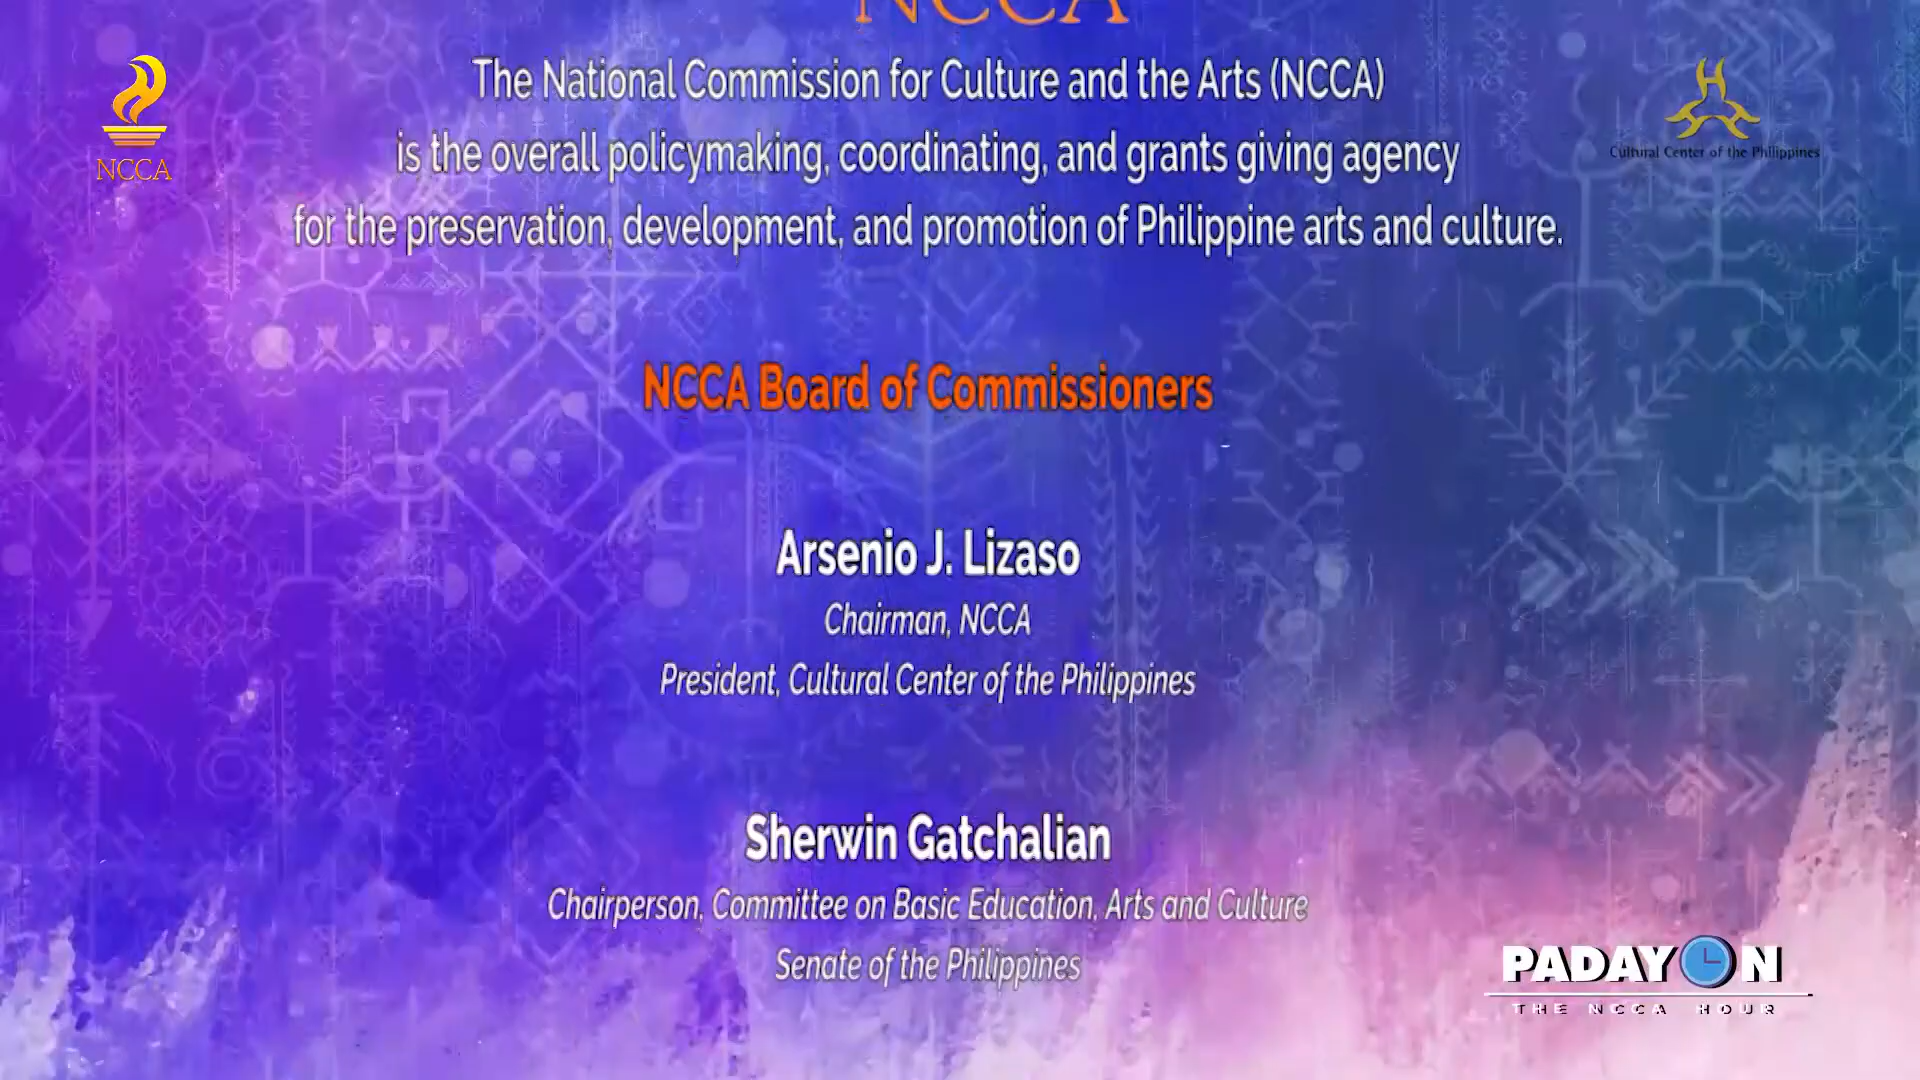 NCCA
The National Commission for Culture and the Arts (NCCA)
is the overall policymaking, coordinating, and grants giving agency
for the preservation, development, and promotion of Philippine arts and culture.
NCCA
Cultural Center of the Philippines
NCCA Board of Commissioners
Arsenio J. Lizaso
Chairman, NCCA
President, Cultural Center of the Philippines
Sherwin Gatchalian
Chairperson, Committee on Basic Education, Arts and Culture
Senate of the Philippines
PADAYON
THE NCCA HOUR